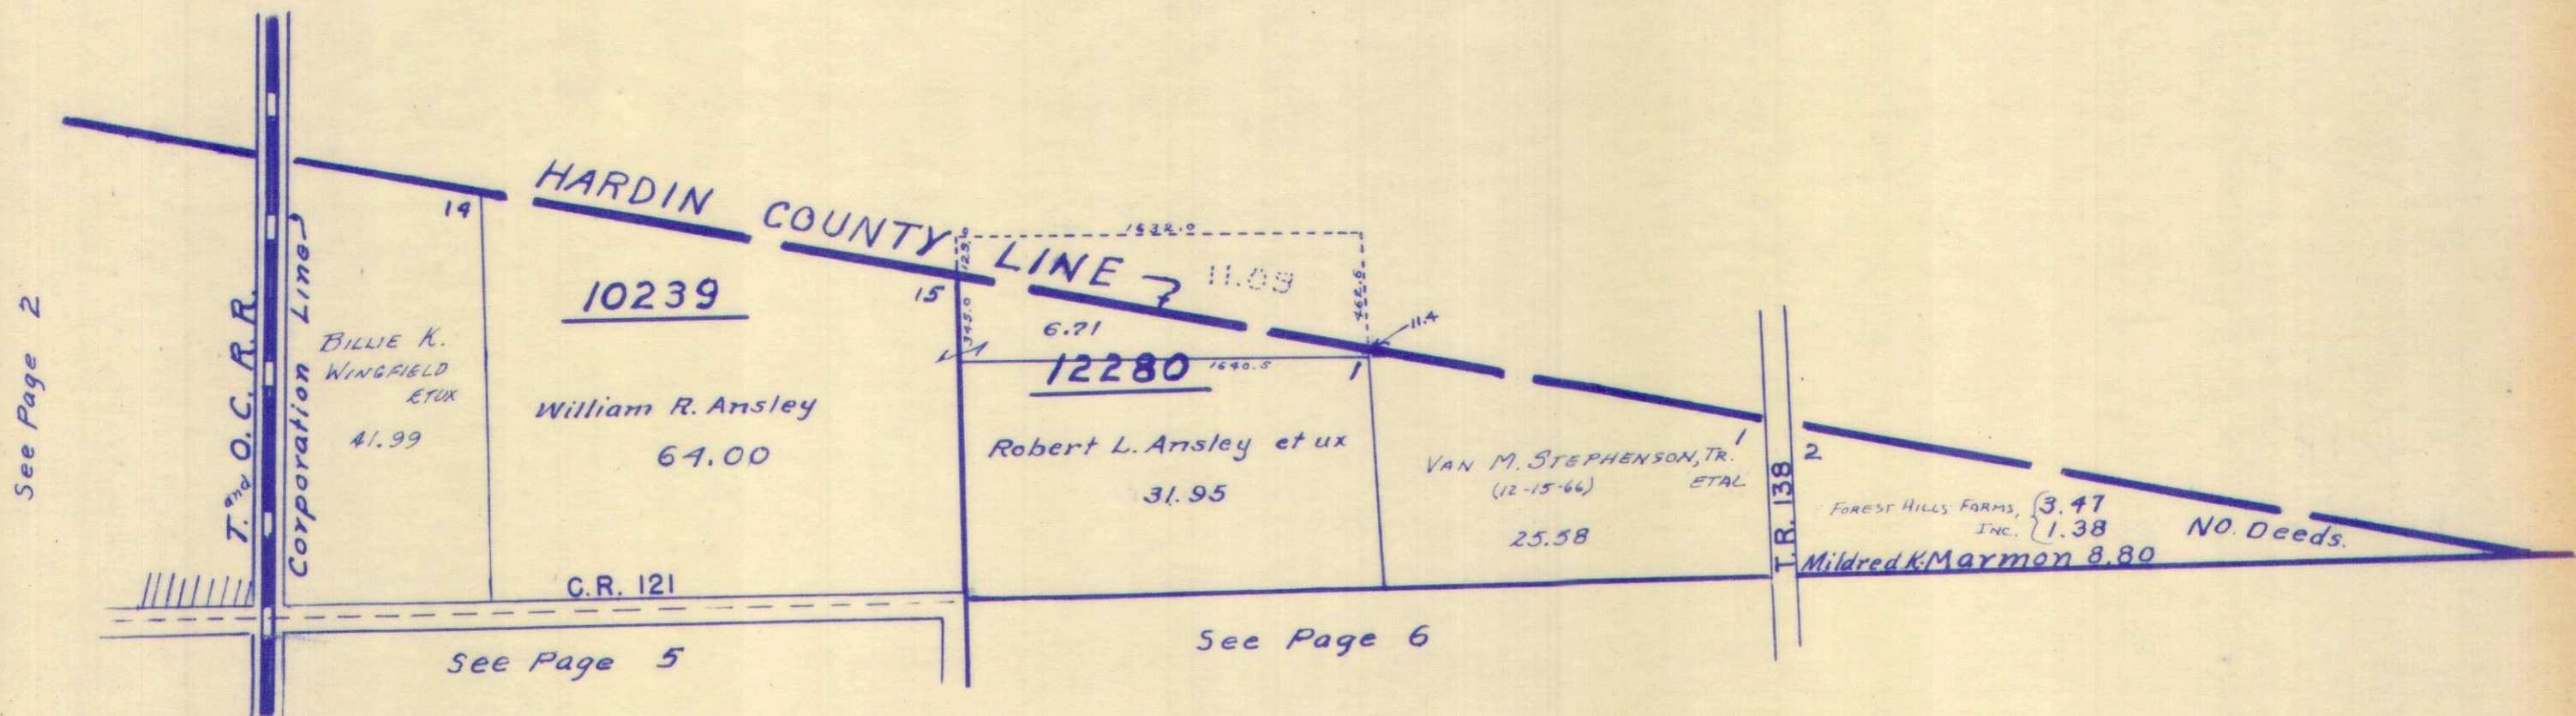 See Page 2
T. and O. C. R. R.
Corporation Line
HARDIN COUNTY LINE
14
BILLIE K.
WINGFIELD
ETUX
41.99
10239
William R. Ansley
64.00
C.R. 121
See Page 5
15
123.6
1632.0
462.6
11.09
11.4
345.0
6.71
12280
1640.5
1
Robert L. Ansley et ux
31.95
See Page 6
VAN M. STEPHENSON, TR.
(12-15-66) ETAL
25.58
1
T.R. 138
2
FOREST HILLS FARMS,
INC.
3.47
1.38
NO. Deeds.
Mildred K. Marmon 8.80